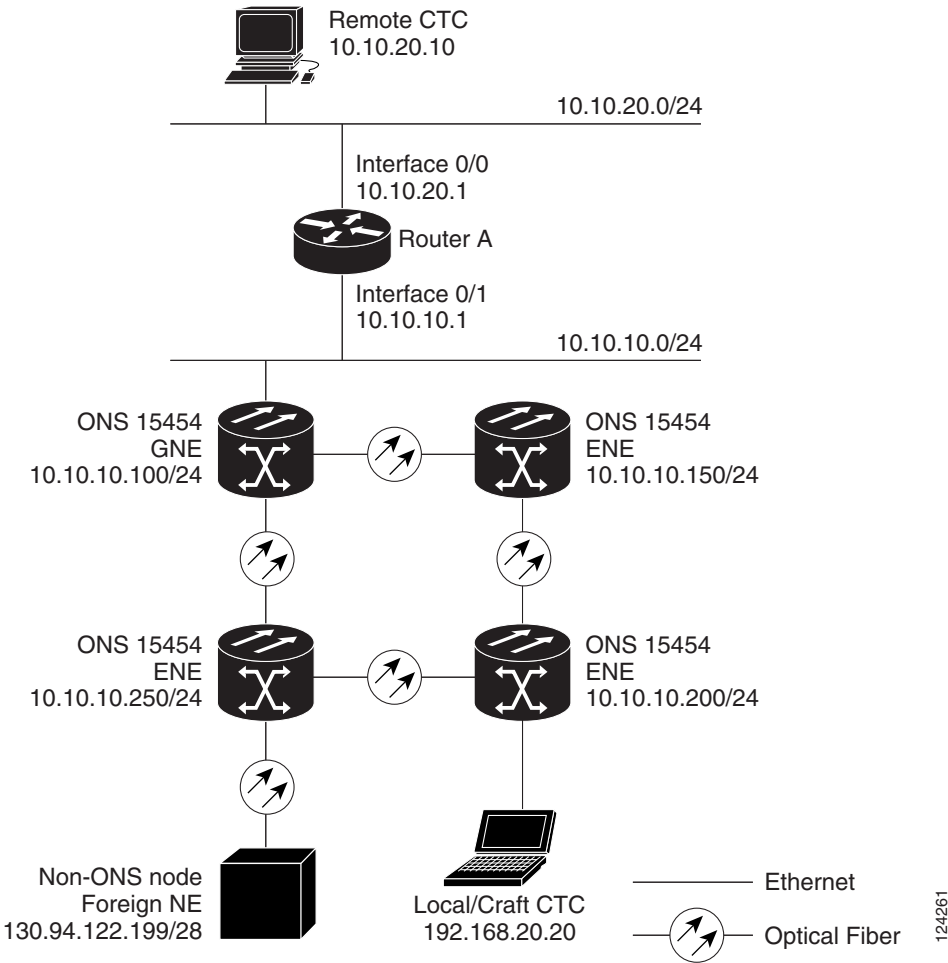 Remote CTC
10.10.20.10
10.10.20.0/24
Interface 0/0
10.10.20.1
Router A
Interface 0/1
10.10.10.1
10.10.10.0/24
ONS 15454
GNE
10.10.10.100/24
ONS 15454
ENE
10.10.10.150/24
ONS 15454
ENE
10.10.10.250/24
ONS 15454
ENE
10.10.10.200/24
Non-ONS node
Foreign NE
130.94.122.199/28
Local/Craft CTC
192.168.20.20
Ethernet
Optical Fiber
124261